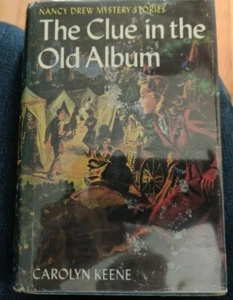 NANCY DREW MYSTERY STORIES
The Clue in the
Old Album
CAROLYN KEENE